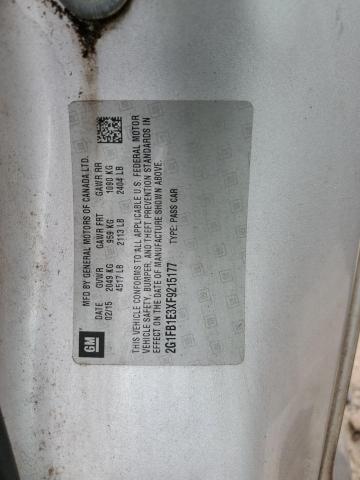 GM
MFD BY GENERAL MOTORS OF CANADA LTD.
DATE GVWR GAWR FRT GAWR RR
02/15 2049 KG 959 KG 1090 KG
4517 LB 2113 LB 2404 LB
THIS VEHICLE CONFORMS TO ALL APPLICABLE U.S. FEDERAL MOTOR
VEHICLE SAFETY, BUMPER, AND THEFT PREVENTION STANDARDS IN
EFFECT ON THE DATE OF MANUFACTURE SHOWN ABOVE.
2G1FB1E3XF9215177 TYPE: PASS CAR